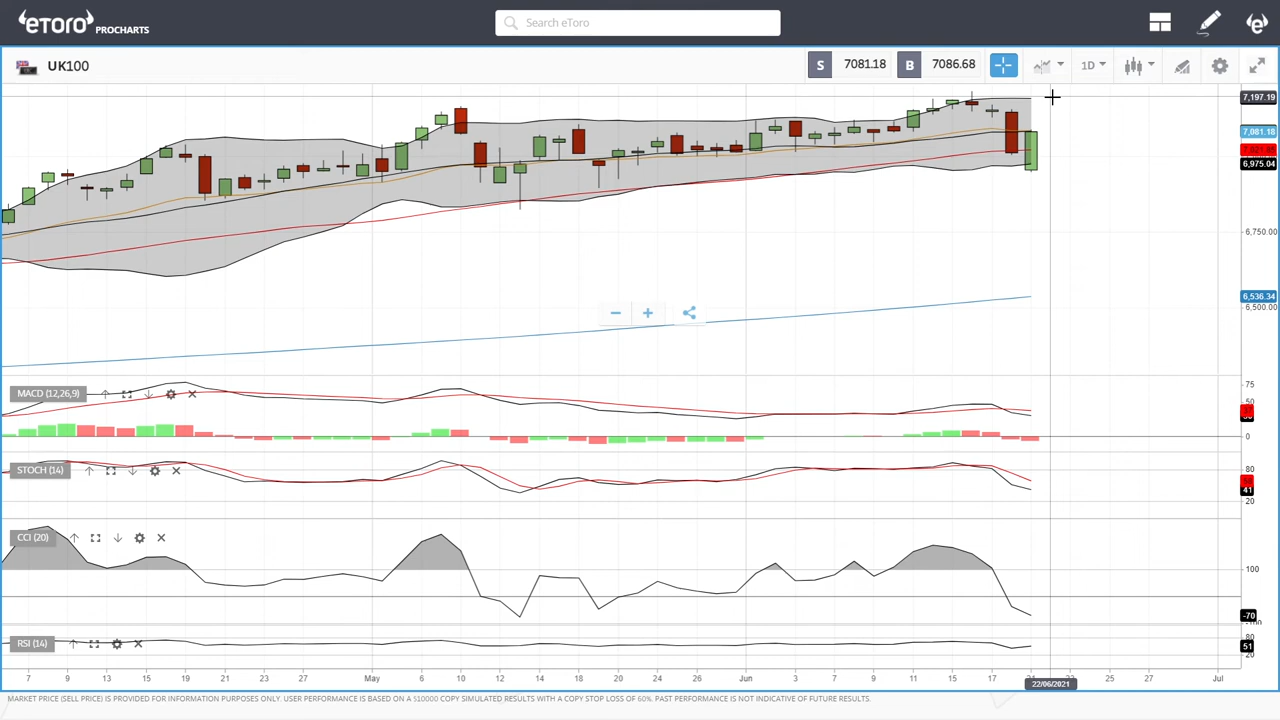 eTORO PROCHARTS
Search eToro
UK100
S 7081.18 B 7086.68
1D
7,197.19
7,081.18
6,975.04
6,750.00
6,536.34
6,500.00
MACD (12,26,9)
75
50
0
STOCH (14)
80
41
20
CCI (20)
100
-70
RSI (14)
80
51
20
7 9 11 13 15 19 21 23 27 May 6 10 12 14 18 20 24 26 Jun 3 7 9 11 15 17 21 25 27 Jul
22/06/2021
MARKET PRICE (SELL PRICE) IS PROVIDED FOR INFORMATION PURPOSES ONLY. USER PERFORMANCE IS BASED ON A $10000 COPY SIMULATED RESULTS WITH A COPY STOP LOSS OF 60%. PAST PERFORMANCE IS NOT INDICATIVE OF FUTURE RESULTS.